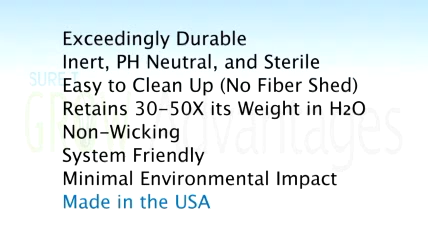 Exceedingly Durable
Inert, PH Neutral, and Sterile
Easy to Clean Up (No Fiber Shed)
Retains 30-50X its Weight in H₂O
Non-Wicking
System Friendly
Minimal Environmental Impact
Made in the USA